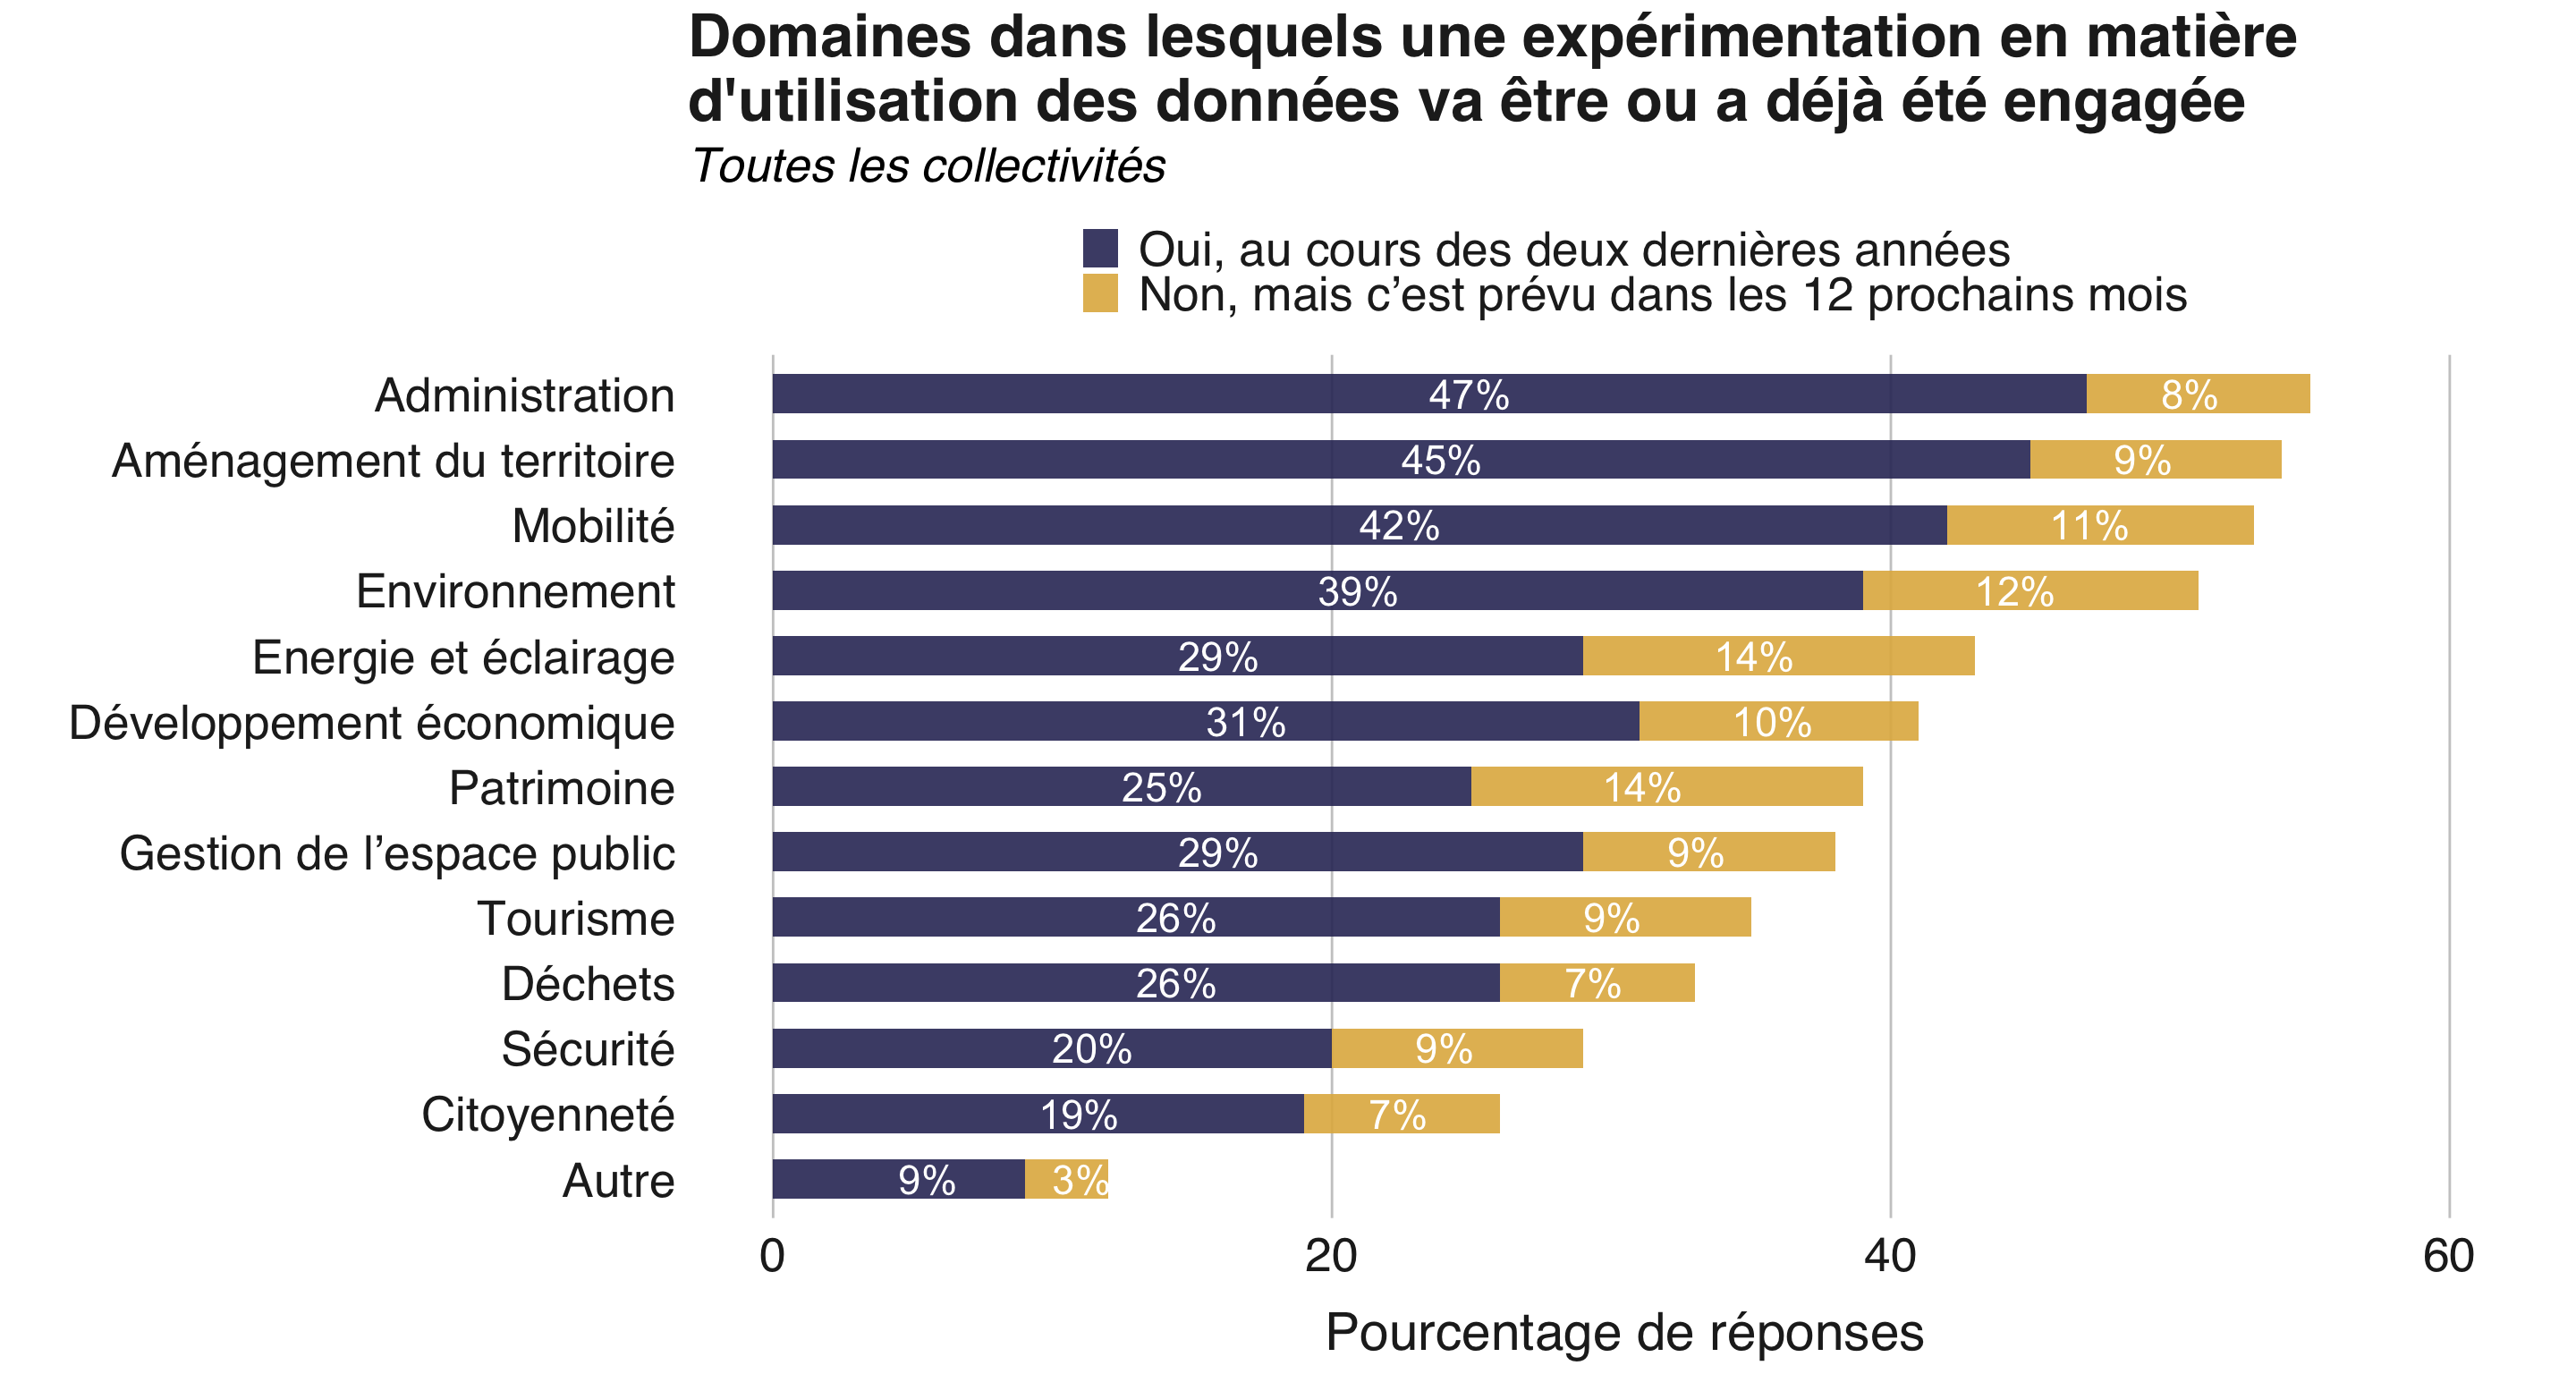 Domaines dans lesquels une expérimentation en matière
d'utilisation des données va être ou a déjà été engagée
Toutes les collectivités
Oui, au cours des deux dernières années
Non, mais c’est prévu dans les 12 prochains mois
Administration 47% 8%
Aménagement du territoire 45% 9%
Mobilité 42% 11%
Environnement 39% 12%
Energie et éclairage 29% 14%
Développement économique 31% 10%
Patrimoine 25% 14%
Gestion de l’espace public 29% 9%
Tourisme 26% 9%
Déchets 26% 7%
Sécurité 20% 9%
Citoyenneté 19% 7%
Autre 9% 3%
0 20 40 60
Pourcentage de réponses